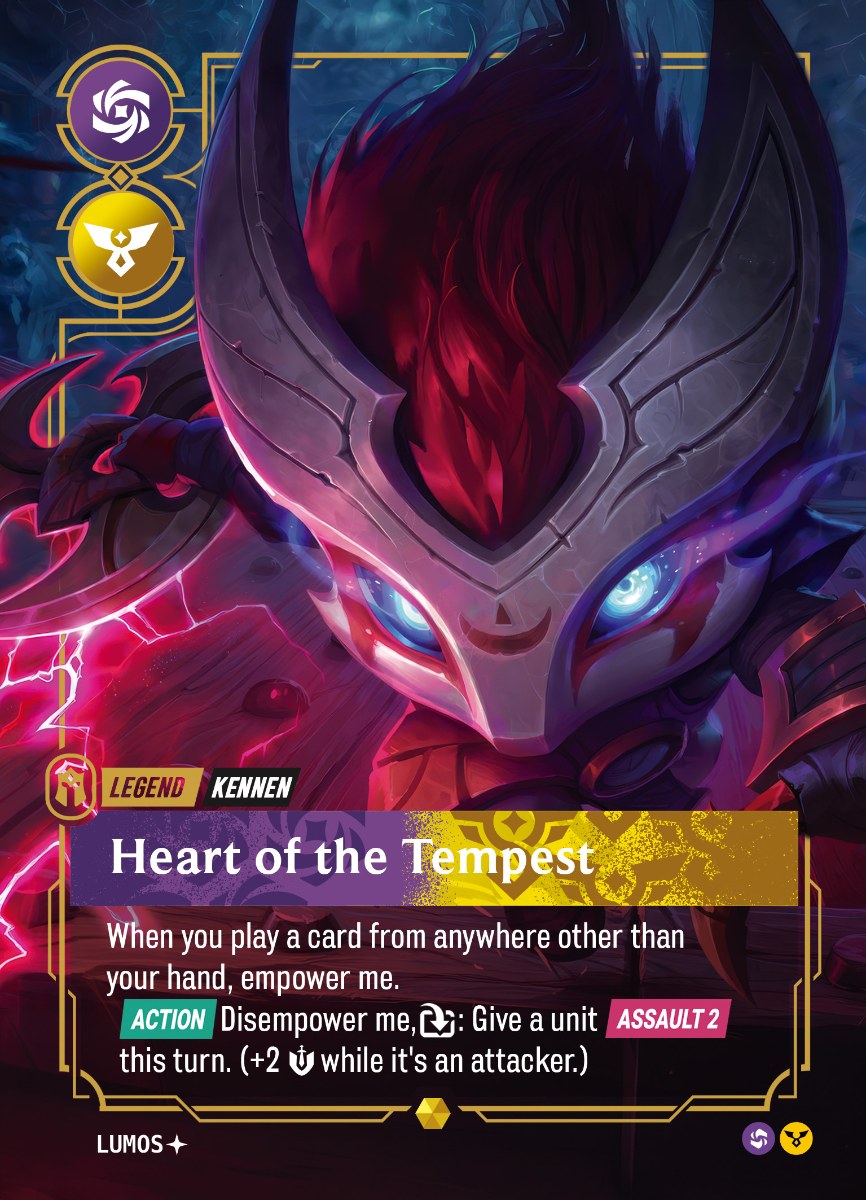 LEGEND KENNEN
Heart of the Tempest
When you play a card from anywhere other than
your hand, empower me.
ACTION Disempower me, : Give a unit ASSAULT 2
this turn. (+2 while it's an attacker.)
LUMOS